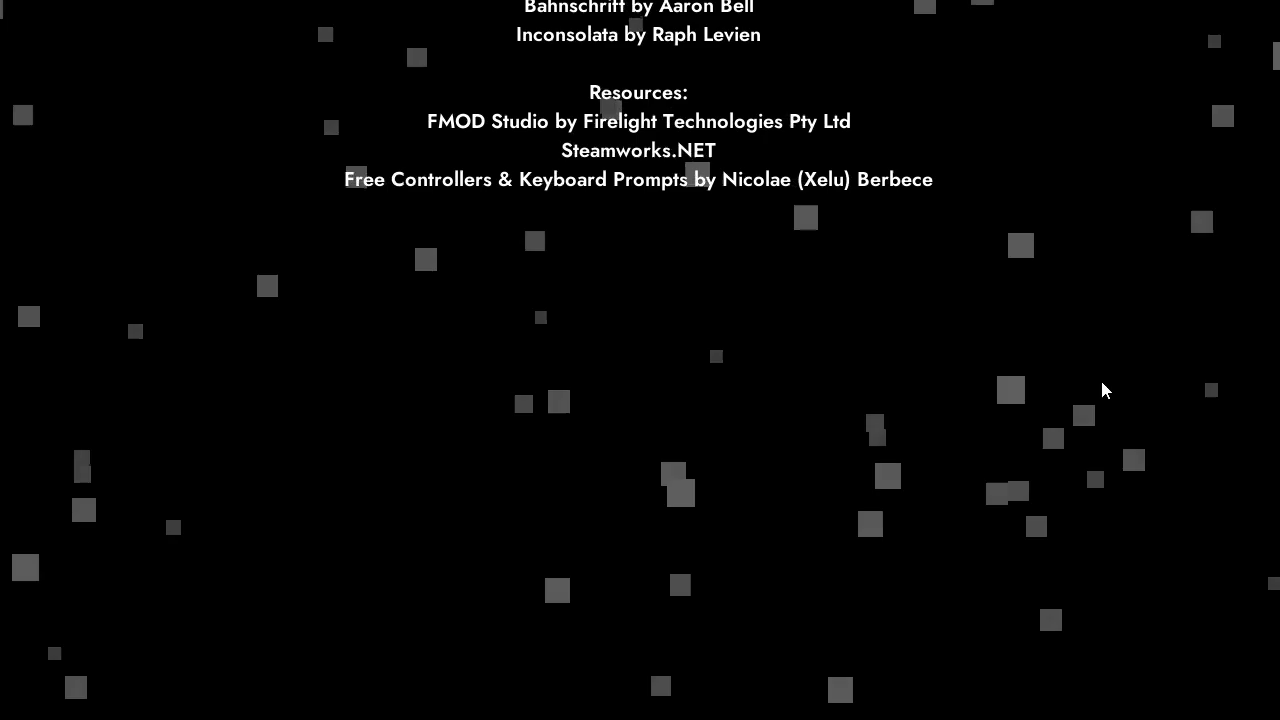 Bahnschrift by Aaron Bell
Inconsolata by Raph Levien
Resources:
FMOD Studio by Firelight Technologies Pty Ltd
Steamworks.NET
Free Controllers & Keyboard Prompts by Nicolae (Xelu) Berbece